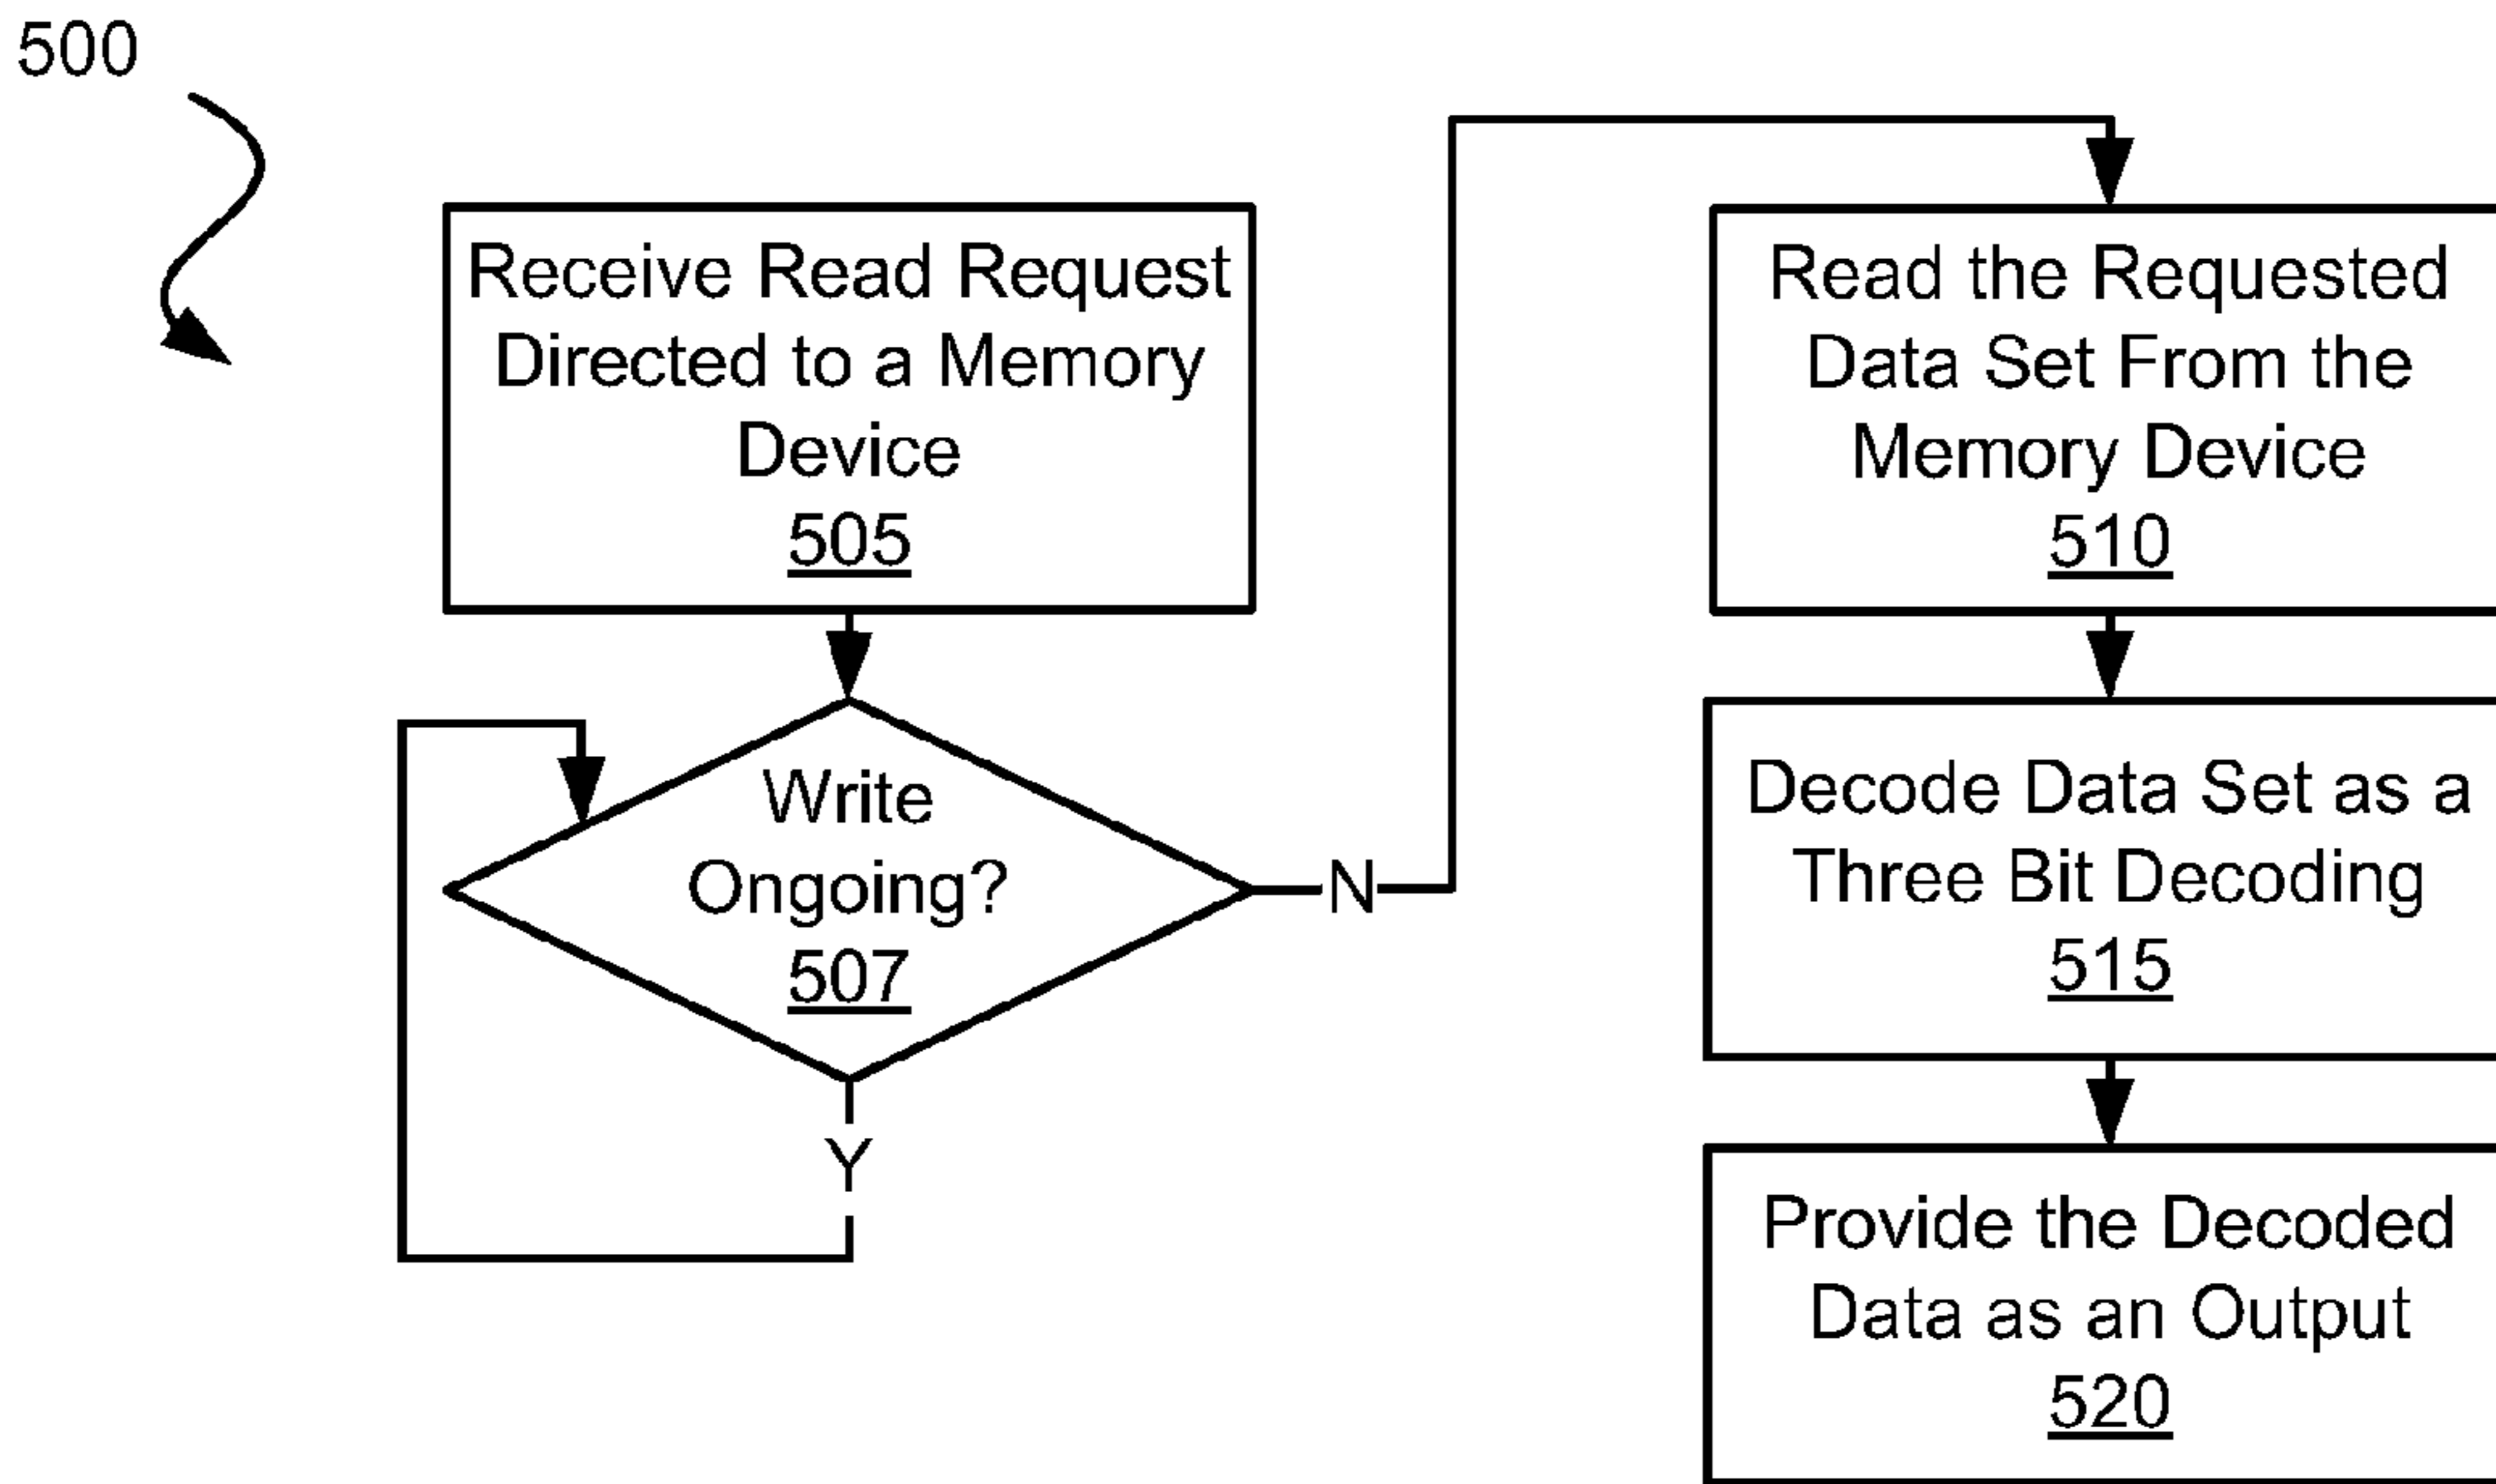 500
Receive Read Request
Directed to a Memory
Device
505
Write
Ongoing?
507
N
Y
Read the Requested
Data Set From the
Memory Device
510
Decode Data Set as a
Three Bit Decoding
515
Provide the Decoded
Data as an Output
520